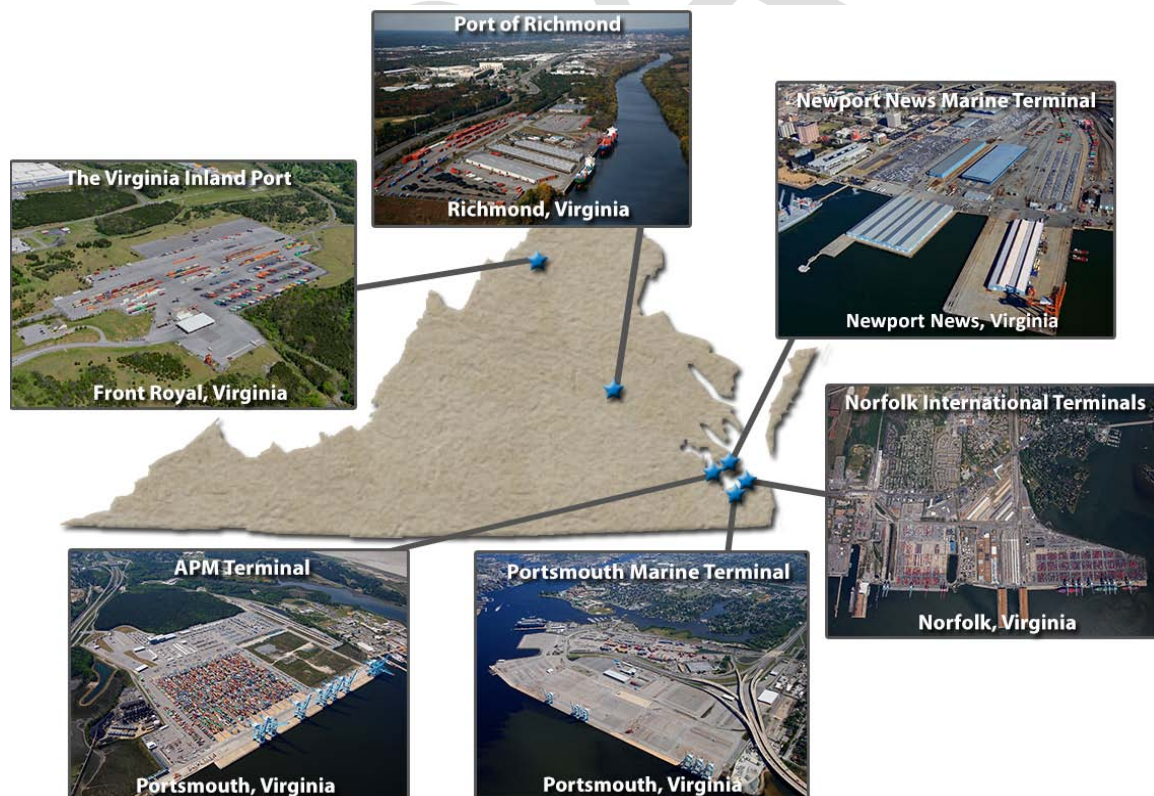 Port of Richmond
Richmond, Virginia
Newport News Marine Terminal
Newport News, Virginia
The Virginia Inland Port
Front Royal, Virginia
Norfolk International Terminals
Norfolk, Virginia
APM Terminal
Portsmouth, Virginia
Portsmouth Marine Terminal
Portsmouth, Virginia